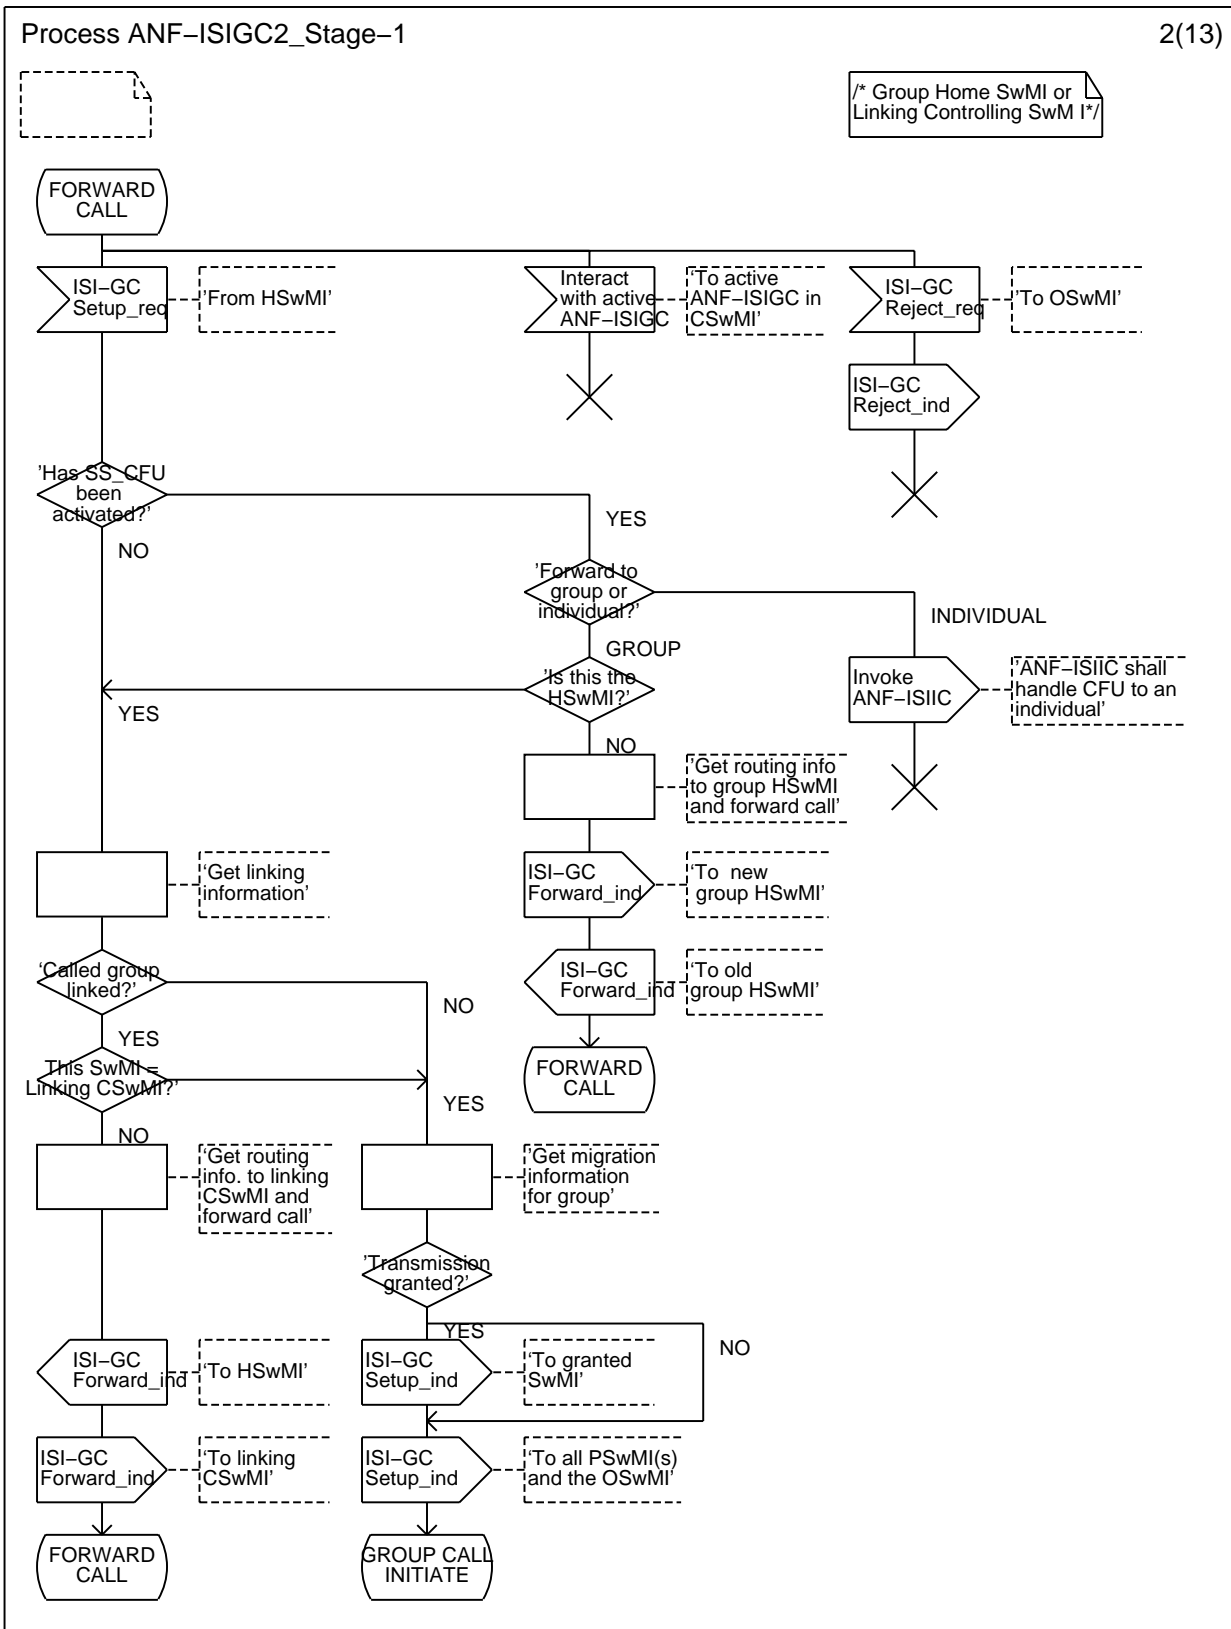 Process ANF–ISIGC2_Stage–1
2(13)
/* Group Home SwMI or
Linking Controlling SwM I*/
FORWARD
CALL
ISI–GC
Setup_req
‘From HSwMI’
Interact
with active
ANF–ISIGC
‘To active
ANF–ISIGC in
CSwMI’
ISI–GC
Reject_req
‘To OSwMI’
ISI–GC
Reject_ind
’Has SS_CFU
been
activated?’
YES
NO
’Forward to
group or
individual?’
INDIVIDUAL
GROUP
’Is this the
HSwMI?’
YES
NO
Invoke
ANF–ISIIC
’ANF–ISIIC shall
handle CFU to an
individual’
’Get routing info
to group HSwMI
and forward call’
‘Get linking
information’
ISI–GC
Forward_ind
‘To  new
group HSwMI’
‘Called group
linked?’
NO
YES
ISI–GC
Forward_ind
‘To old
group HSwMI’
This SwMI =
Linking CSwMI?’
YES
NO
FORWARD
CALL
‘Get routing
info. to linking
CSwMI and
forward call’
’Get migration
information
for group’
’Transmission
granted?’
YES
NO
ISI–GC
Forward_ind
‘To HSwMI’
ISI–GC
Setup_ind
‘To granted
SwMI’
ISI–GC
Forward_ind
‘To linking
CSwMI’
ISI–GC
Setup_ind
‘To all PSwMI(s)
and the OSwMI’
FORWARD
CALL
GROUP CALL
INITIATE